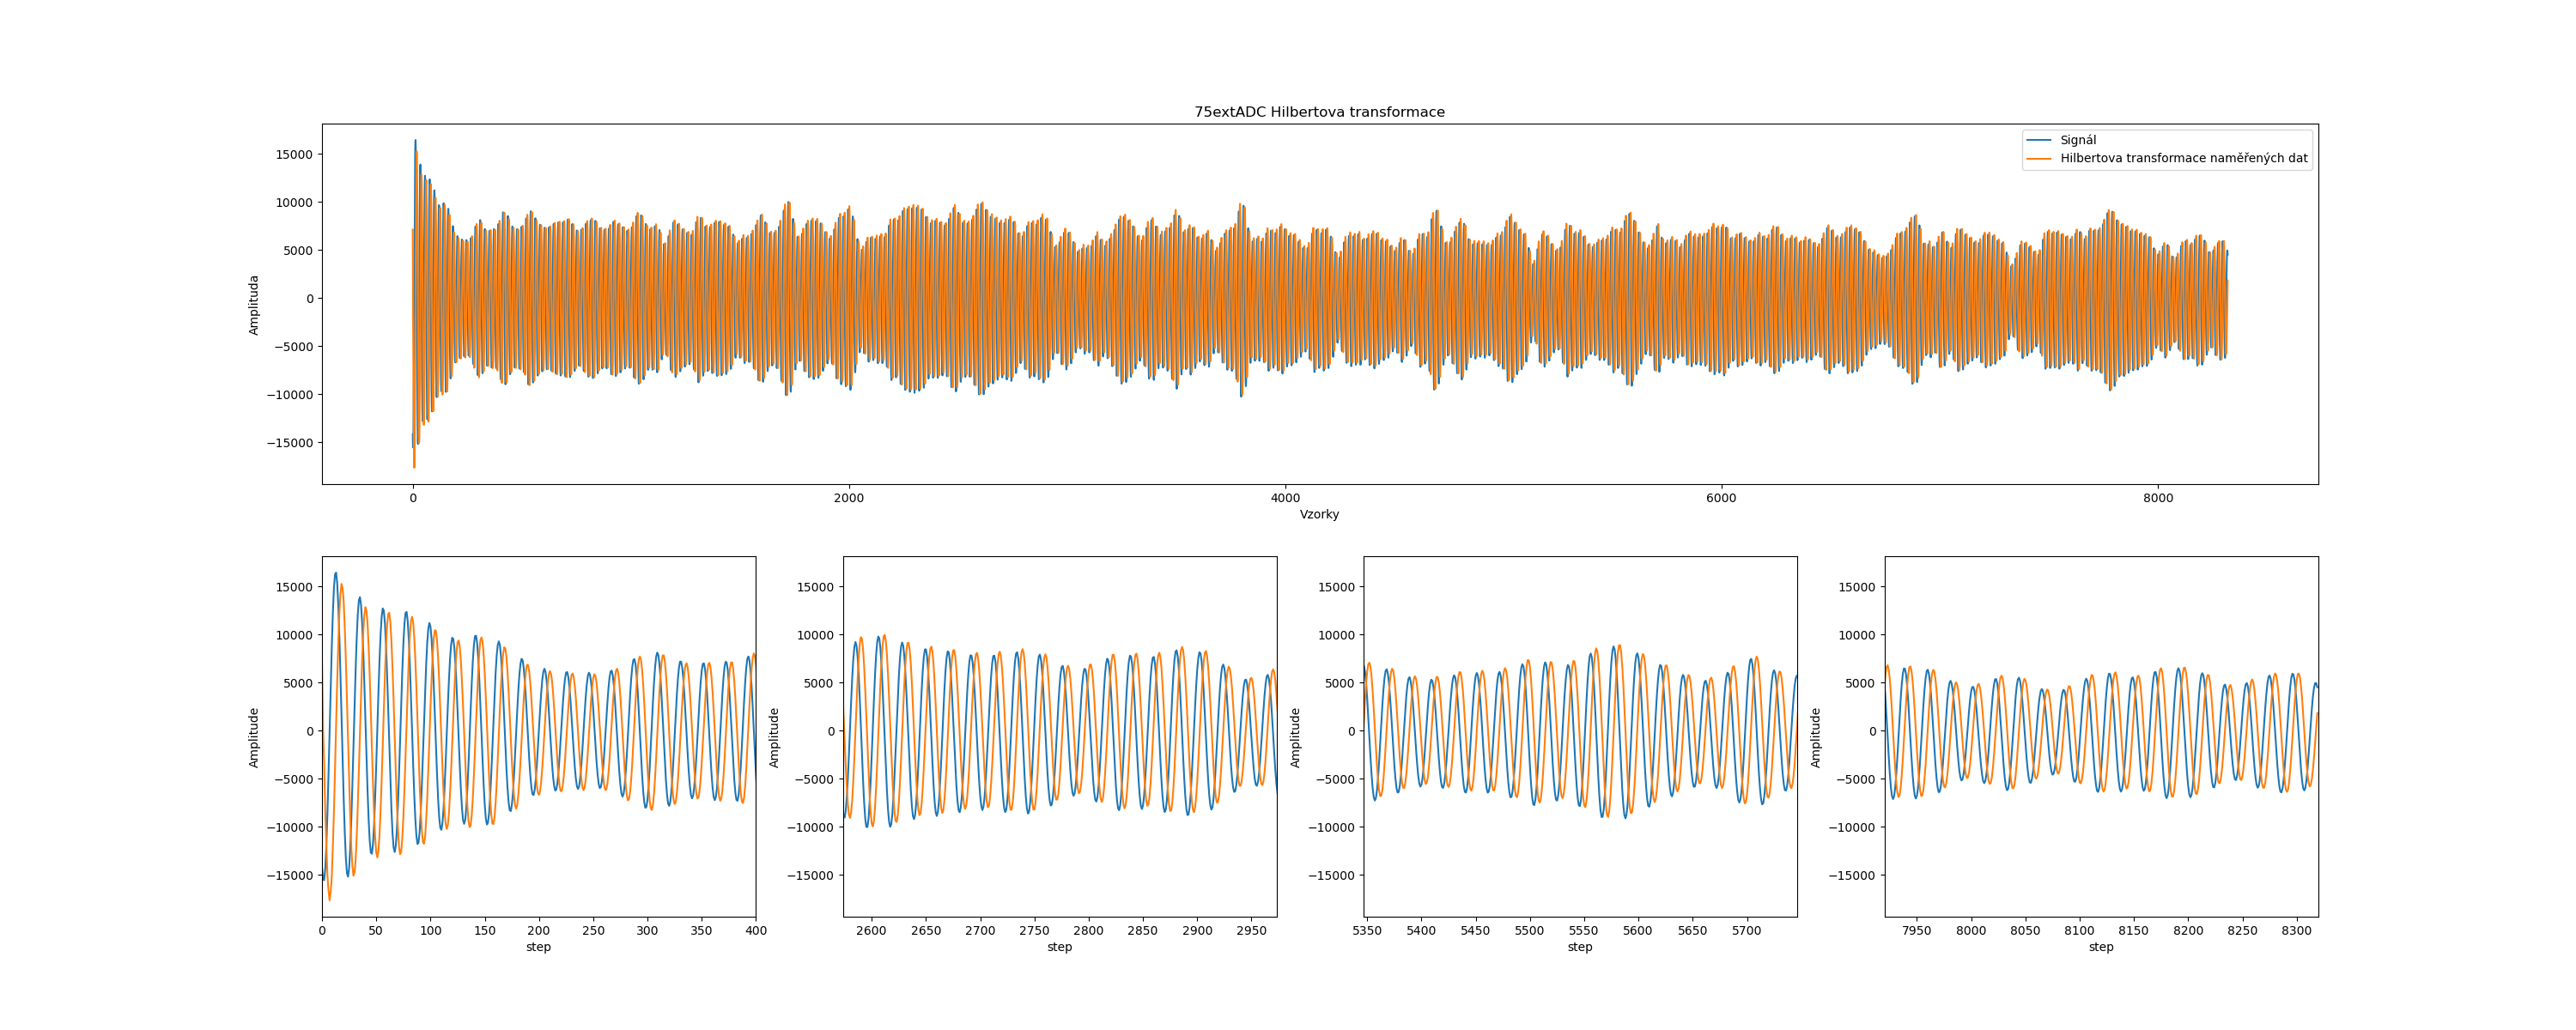 75extADC Hilbertova transformace
Signál
Hilbertova transformace naměřených dat
15000
10000
5000
0
−5000
−10000
−15000
Amplituda
0 2000 4000 6000 8000
Vzorky
15000
10000
5000
0
−5000
−10000
−15000
Amplitude
0 50 100 150 200 250 300 350 400
step
15000
10000
5000
0
−5000
−10000
−15000
Amplitude
2600 2650 2700 2750 2800 2850 2900 2950
step
15000
10000
5000
0
−5000
−10000
−15000
Amplitude
5350 5400 5450 5500 5550 5600 5650 5700
step
15000
10000
5000
0
−5000
−10000
−15000
Amplitude
7950 8000 8050 8100 8150 8200 8250 8300
step